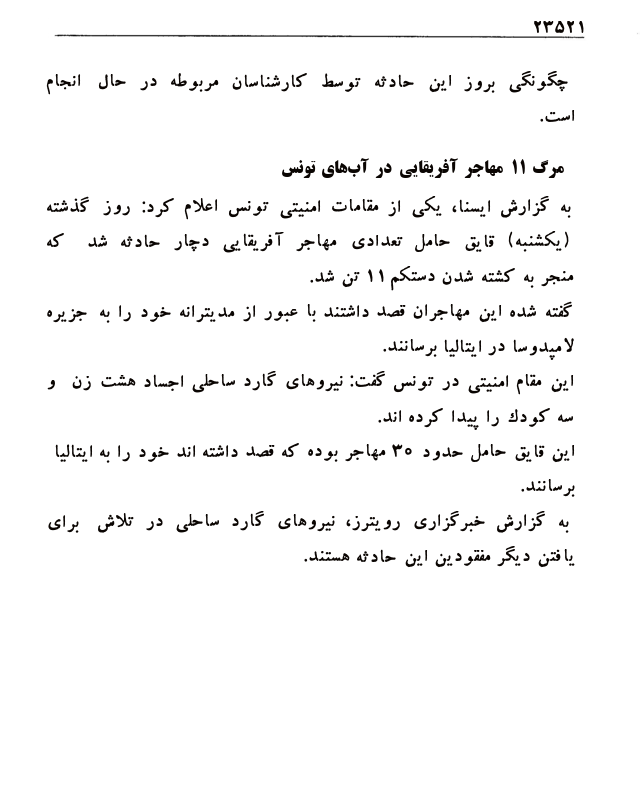 ۲۳۵۲۱
چگونگی بروز این حادثه توسط کارشناسان مربوطه در حال انجام
است.
مرگ ۱۱ مهاجر آفریقایی در آب‌های تونس
به گزارش ایسنا، یکی از مقامات امنیتی تونس اعلام کرد: روز گذشته
(یکشنبه) قایق حامل تعدادی مهاجر آفریقایی دچار حادثه شد که
منجر به کشته شدن دستکم ۱۱ تن شد.
گفته شده این مهاجران قصد داشتند با عبور از مدیترانه خود را به جزیره
لامپدوسا در ایتالیا برسانند.
این مقام امنیتی در تونس گفت: نیروهای گارد ساحلی اجساد هشت زن و
سه کودك را پیدا کرده اند.
این قایق حامل حدود ۳۰ مهاجر بوده که قصد داشته اند خود را به ایتالیا
برسانند.
به گزارش خبرگزاری رویترز، نیروهای گارد ساحلی در تلاش برای
یافتن دیگر مفقودین این حادثه هستند.